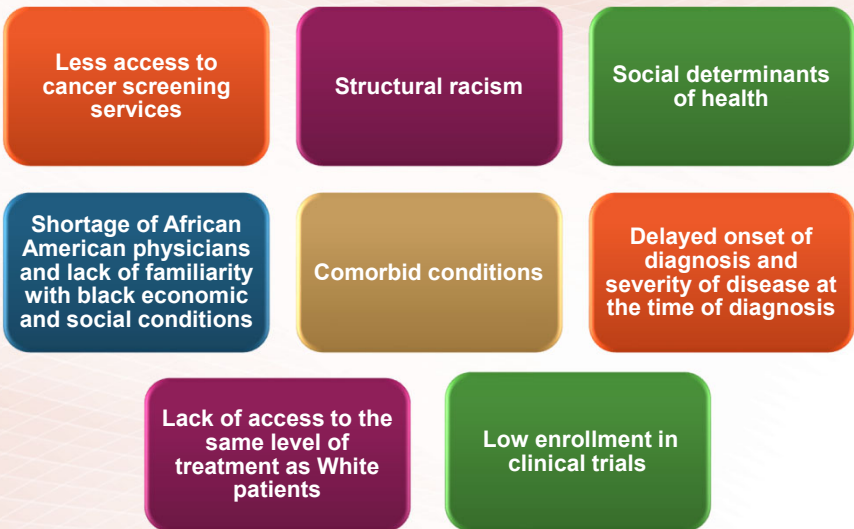 Less access to
cancer screening
services
Structural racism
Social determinants
of health
Shortage of African
American physicians
and lack of familiarity
with black economic
and social conditions
Comorbid conditions
Delayed onset of
diagnosis and
severity of disease at
the time of diagnosis
Lack of access to the
same level of
treatment as White
patients
Low enrollment in
clinical trials